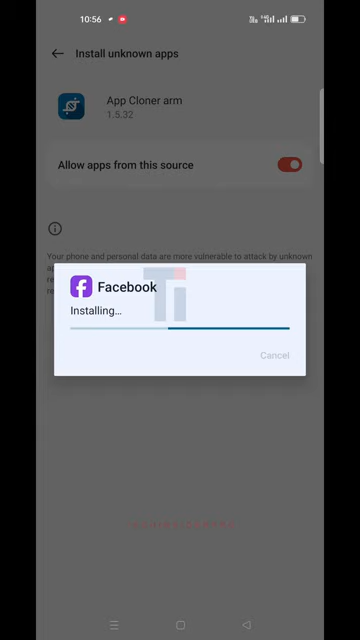 10:56
Install unknown apps
App Cloner arm
1.5.32
Allow apps from this source
Your phone and personal data are more vulnerable to attack by unknown
Facebook
Installing...
Cancel